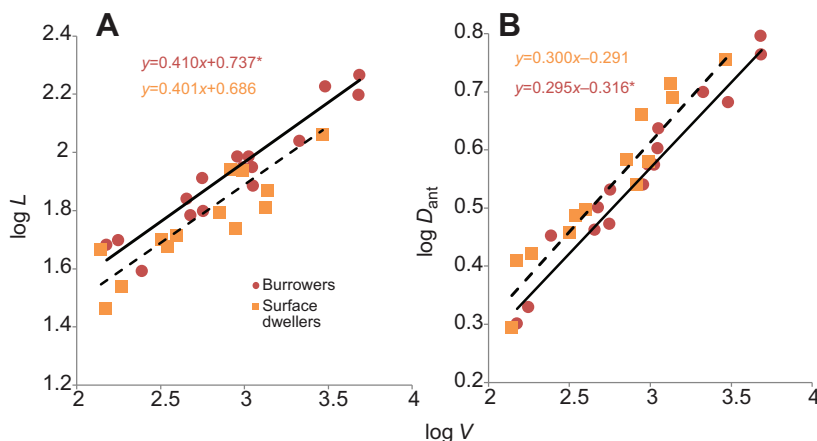 A
B
y=0.410x+0.737*
y=0.401x+0.686
y=0.300x–0.291
y=0.295x–0.316*
2.4
2.2
2
1.8
1.6
1.4
1.2
log L
2
2.5
3
3.5
4
Burrowers
Surface
dwellers
0.8
0.7
0.6
0.5
0.4
0.3
0.2
log Dant
2
2.5
3
3.5
4
log V